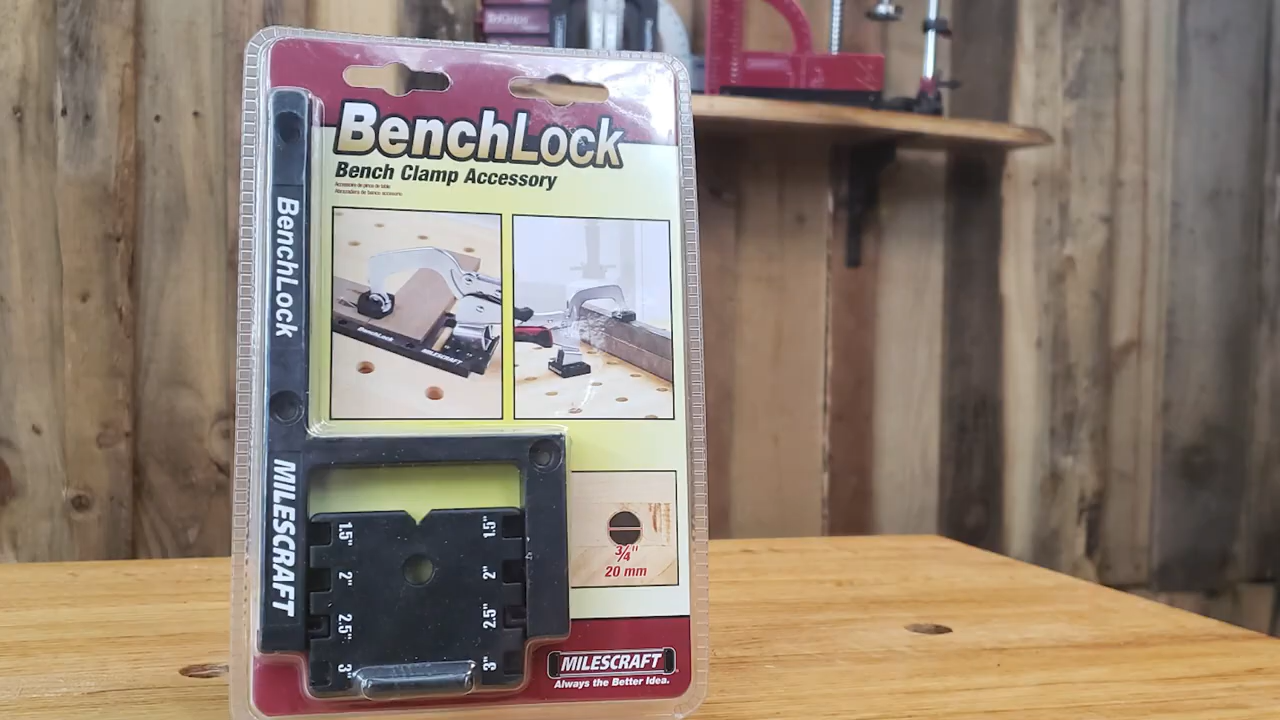 BenchLock
Bench Clamp Accessory
BenchLock
MILESCRAFT
BenchLock
MILESCRAFT
1.5" 1.5"
2" 2"
2.5" 2.5"
3" 3"
3/4"
20 mm
MILESCRAFT
Always the Better Idea.